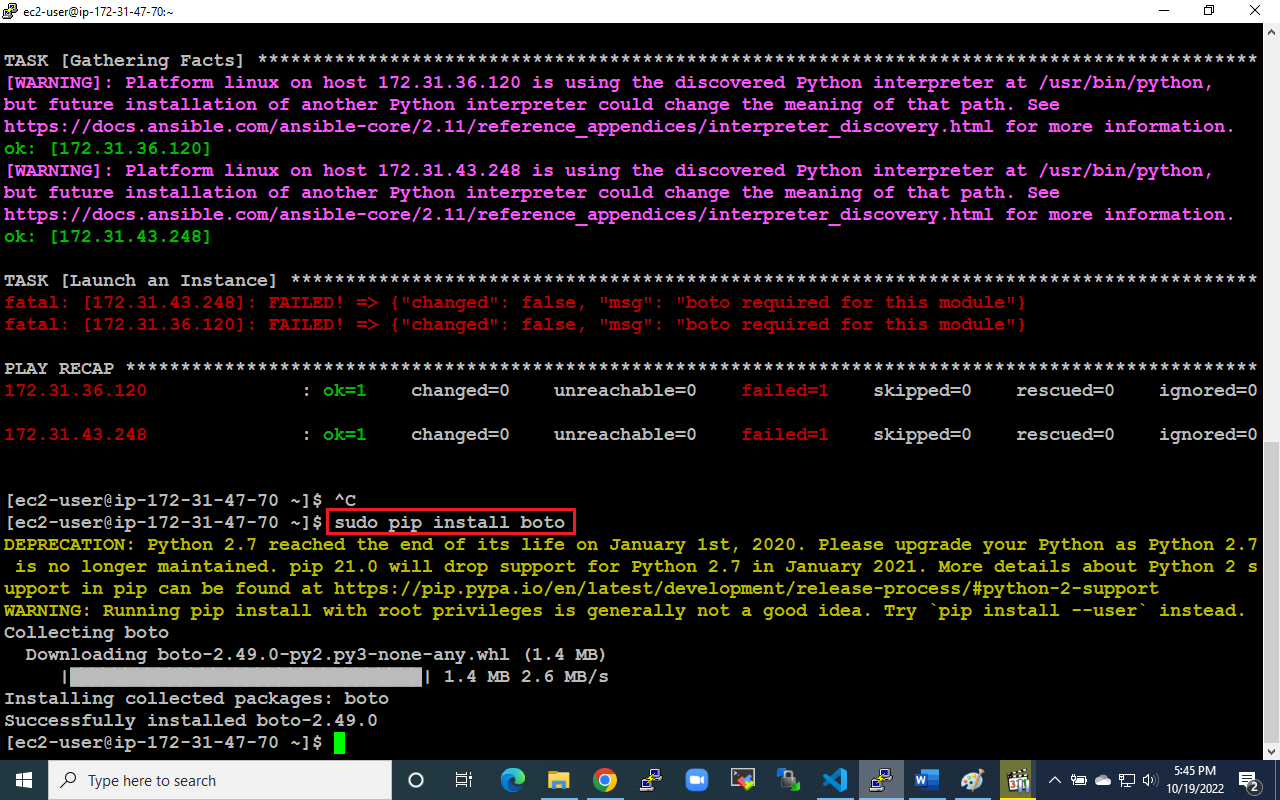 ec2-user@ip-172-31-47-70:~
TASK [Gathering Facts] *******************************************************************************************
[WARNING]: Platform linux on host 172.31.36.120 is using the discovered Python interpreter at /usr/bin/python,
but future installation of another Python interpreter could change the meaning of that path. See
https://docs.ansible.com/ansible-core/2.11/reference_appendices/interpreter_discovery.html for more information.
ok: [172.31.36.120]
[WARNING]: Platform linux on host 172.31.43.248 is using the discovered Python interpreter at /usr/bin/python,
but future installation of another Python interpreter could change the meaning of that path. See
https://docs.ansible.com/ansible-core/2.11/reference_appendices/interpreter_discovery.html for more information.
ok: [172.31.43.248]
TASK [Launch an Instance] ****************************************************************************************
fatal: [172.31.43.248]: FAILED! => {"changed": false, "msg": "boto required for this module"}
fatal: [172.31.36.120]: FAILED! => {"changed": false, "msg": "boto required for this module"}
PLAY RECAP *******************************************************************************************************
172.31.36.120 : ok=1 changed=0 unreachable=0 failed=1 skipped=0 rescued=0 ignored=0
172.31.43.248 : ok=1 changed=0 unreachable=0 failed=1 skipped=0 rescued=0 ignored=0
[ec2-user@ip-172-31-47-70 ~]$ ^C
[ec2-user@ip-172-31-47-70 ~]$ sudo pip install boto
DEPRECATION: Python 2.7 reached the end of its life on January 1st, 2020. Please upgrade your Python as Python 2.7
is no longer maintained. pip 21.0 will drop support for Python 2.7 in January 2021. More details about Python 2 s
upport in pip can be found at https://pip.pypa.io/en/latest/development/release-process/#python-2-support
WARNING: Running pip install with root privileges is generally not a good idea. Try `pip install --user` instead.
Collecting boto
Downloading boto-2.49.0-py2.py3-none-any.whl (1.4 MB)
| | 1.4 MB 2.6 MB/s
Installing collected packages: boto
Successfully installed boto-2.49.0
[ec2-user@ip-172-31-47-70 ~]$
Type here to search
5:45 PM
10/19/2022
2